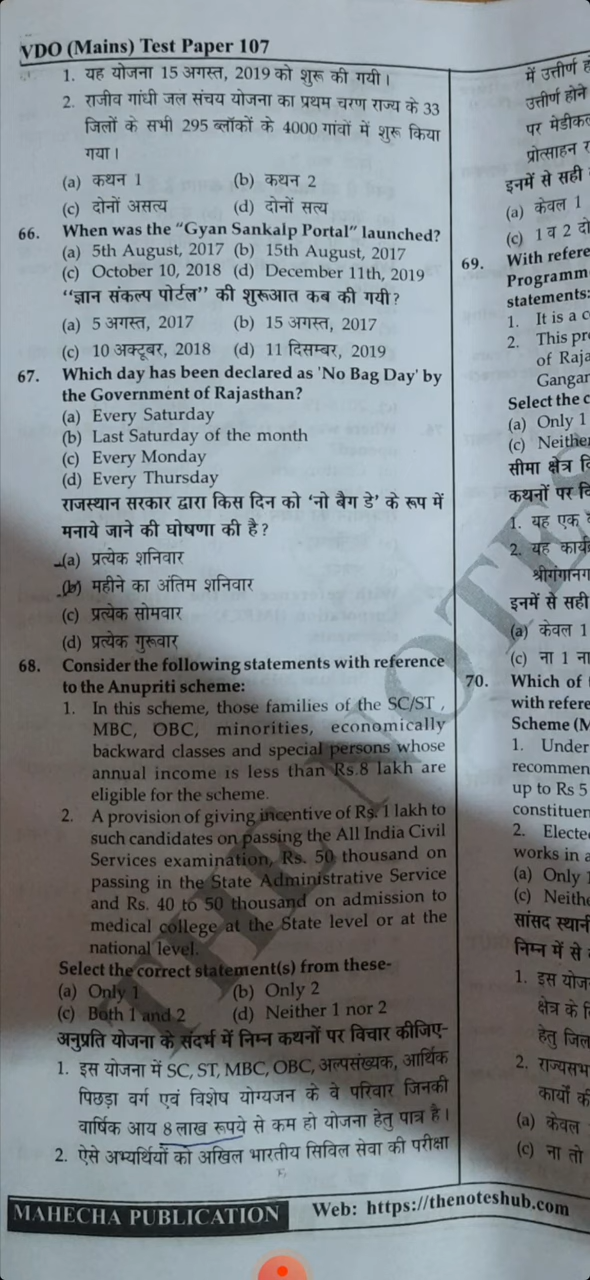 VDO (Mains) Test Paper 107
1. यह योजना 15 अगस्त, 2019 को शुरू की गयी।
2. राजीव गांधी जल संचय योजना का प्रथम चरण राज्य के 33
जिलों के सभी 295 ब्लॉकों के 4000 गांवों में शुरू किया
गया।
(a) कथन 1 (b) कथन 2
(c) दोनों असत्य (d) दोनों सत्य
66. When was the “Gyan Sankalp Portal” launched?
(a) 5th August, 2017 (b) 15th August, 2017
(c) October 10, 2018 (d) December 11th, 2019
“ज्ञान संकल्प पोर्टल” की शुरूआत कब की गयी?
(a) 5 अगस्त, 2017 (b) 15 अगस्त, 2017
(c) 10 अक्टूबर, 2018 (d) 11 दिसम्बर, 2019
67. Which day has been declared as 'No Bag Day' by
the Government of Rajasthan?
(a) Every Saturday
(b) Last Saturday of the month
(c) Every Monday
(d) Every Thursday
राजस्थान सरकार द्वारा किस दिन को ‘नो बैग डे’ के रूप में
मनाये जाने की घोषणा की है?
(a) प्रत्येक शनिवार
(b) महीने का अंतिम शनिवार
(c) प्रत्येक सोमवार
(d) प्रत्येक गुरूवार
68. Consider the following statements with reference
to the Anupriti scheme:
1. In this scheme, those families of the SC/ST ,
MBC, OBC, minorities, economically
backward classes and special persons whose
annual income is less than Rs.8 lakh are
eligible for the scheme.
2. A provision of giving incentive of Rs. 1 lakh to
such candidates on passing the All India Civil
Services examination, Rs. 50 thousand on
passing in the State Administrative Service
and Rs. 40 to 50 thousand on admission to
medical college at the State level or at the
national level.
Select the correct statement(s) from these-
(a) Only 1 (b) Only 2
(c) Both 1 and 2 (d) Neither 1 nor 2
अनुप्रति योजना के संदर्भ में निम्न कथनों पर विचार कीजिए-
1. इस योजना में SC, ST, MBC, OBC, अल्पसंख्यक, आर्थिक
पिछड़ा वर्ग एवं विशेष योग्यजन के वे परिवार जिनकी
वार्षिक आय 8 लाख रूपये से कम हो योजना हेतु पात्र है।
2. ऐसे अभ्यर्थियों को अखिल भारतीय सिविल सेवा की परीक्षा
में उत्तीर्ण
उत्तीर्ण होने
पर
प्रोत्साहन
इनमें से सही
(a) केवल 1
(c) 1 व 2
69. With
statements:
1. It is a
2. This
of
Select the
(a) Only 1
(c)
सीमा क्षेत्र
कथनों पर
1. यह एक
2. यह
इनमें से सही
(a) केवल 1
(c) ना 1
70. Which of
with
Scheme
1. Under
up to Rs 5
2.
works in
(a) Only
(c)
निम्न में से
1. इस
क्षेत्र के
हेतु
2.
कार्यों
(a) केवल
(c) ना तो
THE NOTES
MAHECHA PUBLICATION
Web: https://thenoteshub.com